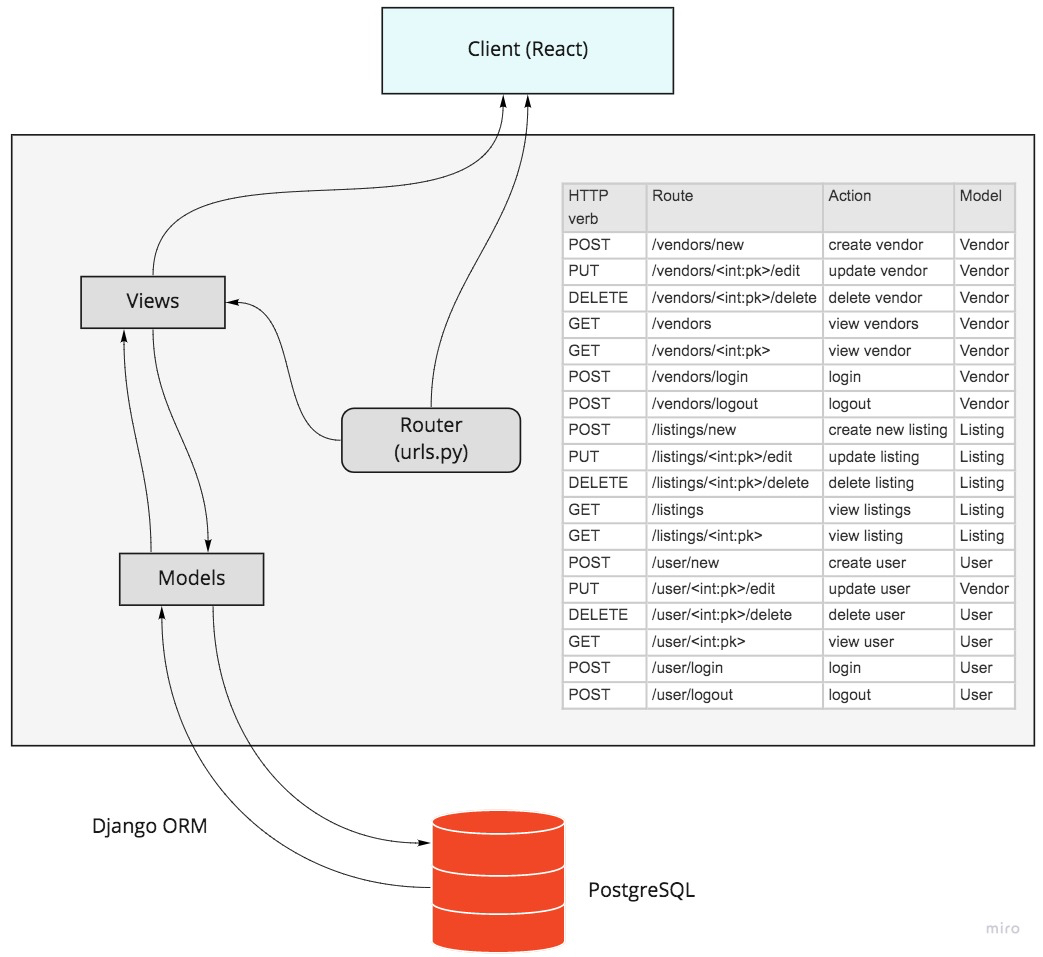 Client (React)
HTTP verb Route Action Model
POST /vendors/new create vendor Vendor
PUT /vendors/<int:pk>/edit update vendor Vendor
DELETE /vendors/<int:pk>/delete delete vendor Vendor
GET /vendors view vendors Vendor
GET /vendors/<int:pk> view vendor Vendor
POST /vendors/login login Vendor
POST /vendors/logout logout Vendor
POST /listings/new create new listing Listing
PUT /listings/<int:pk>/edit update listing Listing
DELETE /listings/<int:pk>/delete delete listing Listing
GET /listings view listings Listing
GET /listings/<int:pk> view listing Listing
POST /user/new create user User
PUT /user/<int:pk>/edit update user Vendor
DELETE /user/<int:pk>/delete delete user User
GET /user/<int:pk> view user User
POST /user/login login User
POST /user/logout logout User
Views
Router
(urls.py)
Models
Django ORM
PostgreSQL
miro